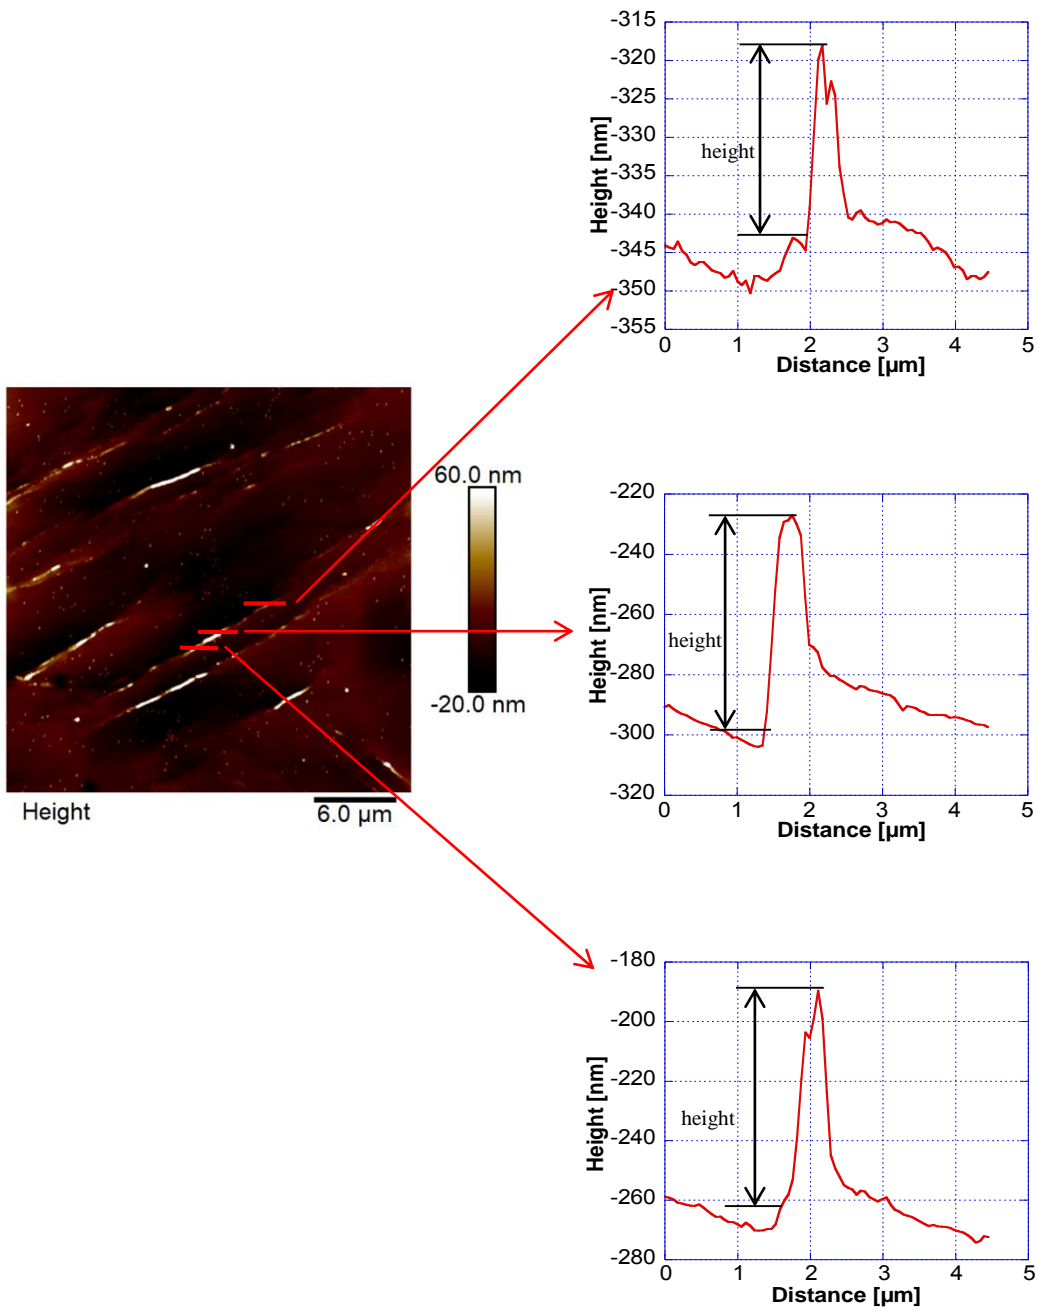 -315
-320
-325
-330
-335
-340
-345
-350
-355
Height [nm]
height
0 1 2 3 4 5
Distance [µm]
60.0 nm
-20.0 nm
Height
6.0 µm
-220
-240
-260
-280
-300
-320
Height [nm]
height
0 1 2 3 4 5
Distance [µm]
-180
-200
-220
-240
-260
-280
Height [nm]
height
0 1 2 3 4 5
Distance [µm]